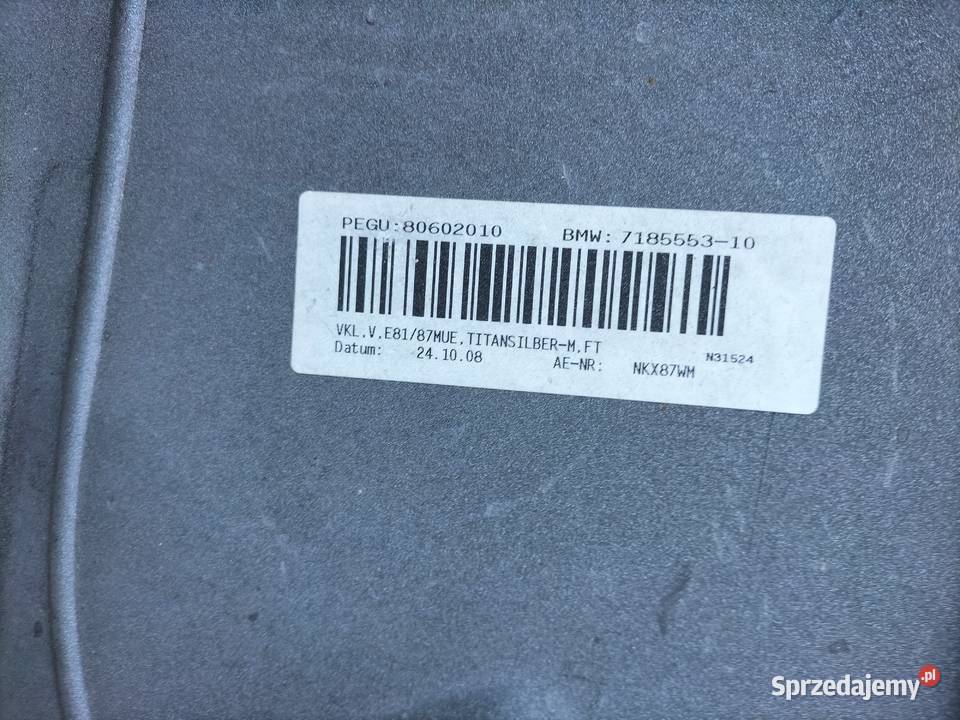 PEGU:80602010 BMW: 7185553-10
VKL.V.E81/87MUE,TITANSILBER-M,FT
N31524
Datum: 24.10.08 AE-NR: NKX87WM
Sprzedajemy.pl